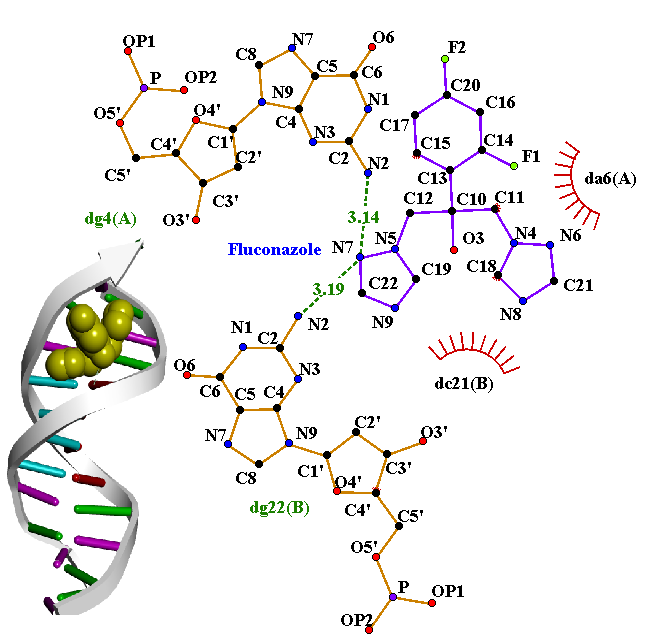 OP1
N7
O6
F2
C8
P
OP2
C5
C6
C20
N9
N1
C16
O5'
O4'
C4
C17
N3
C15
C14
C4'
C1'
C2
C2'
N2
F1
C5'
C13
da6(A)
C3'
C12
C10
C11
dg4(A)
O3'
3.14
Fluconazole
N7
N5
O3
N4
N6
C18
C19
3.19
C22
C21
N9
N8
N2
N1
C2
O6
N3
dc21(B)
C6
C5
C4
N7
N9
C2'
O3'
C8
C1'
C3'
O4'
dg22(B)
C4'
C5'
O5'
P
OP1
OP2